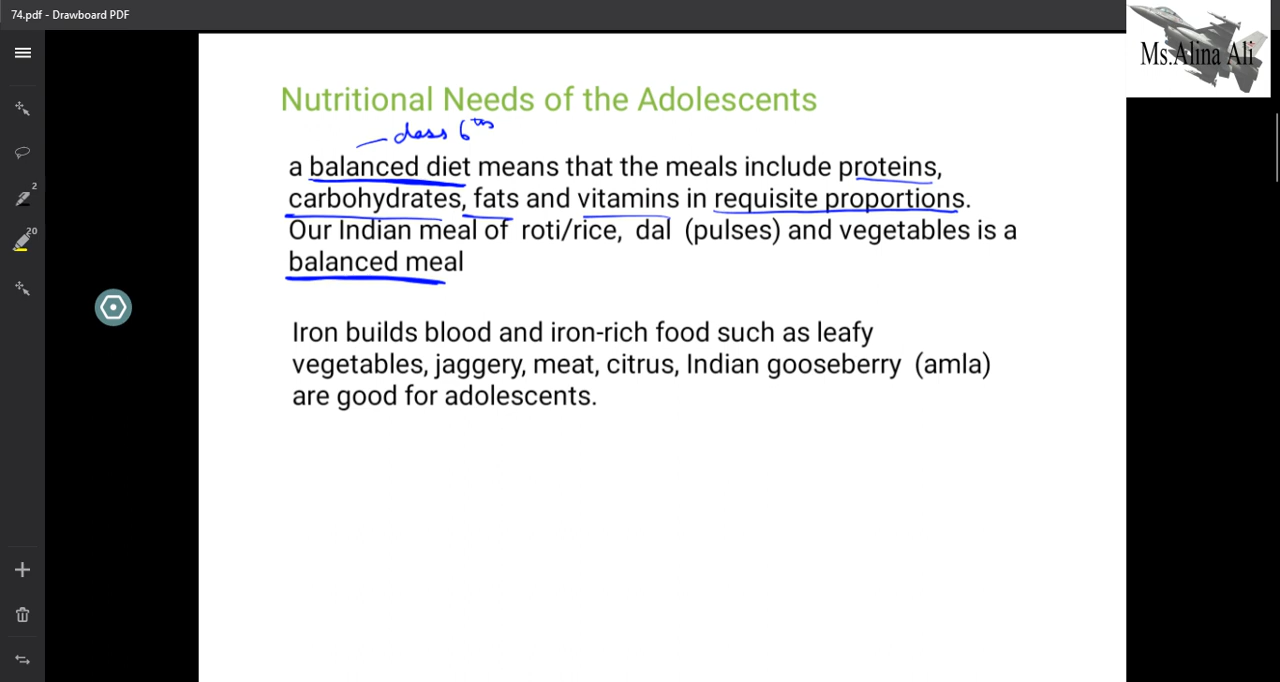 74.pdf - Drawboard PDF
Ms.Alina Ali
Nutritional Needs of the Adolescents
class 6th
a balanced diet means that the meals include proteins,
carbohydrates, fats and vitamins in requisite proportions.
Our Indian meal of roti/rice, dal (pulses) and vegetables is a
balanced meal
Iron builds blood and iron-rich food such as leafy
vegetables, jaggery, meat, citrus, Indian gooseberry (amla)
are good for adolescents.
2
20